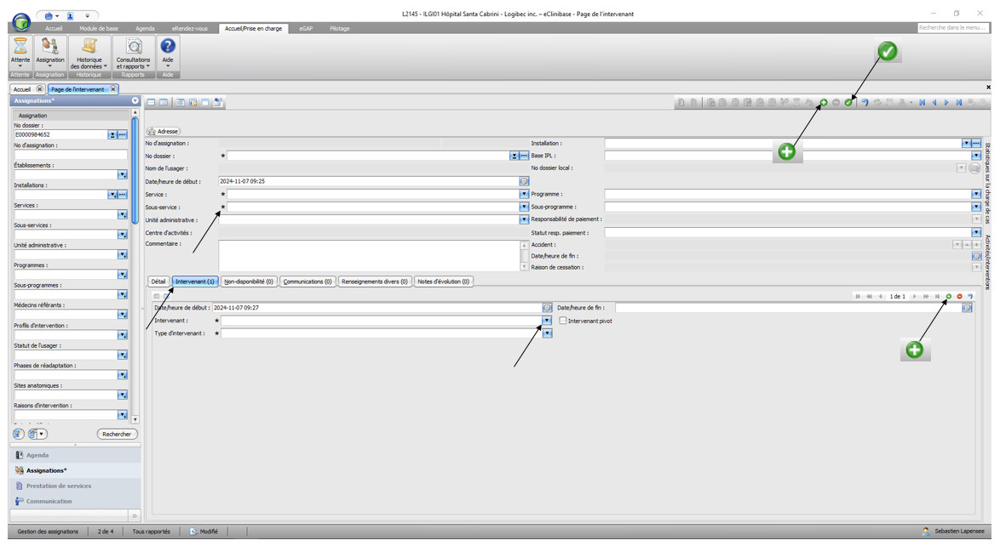 L2145 - ILGI01 Hôpital Santa Cabrini - Logibec inc. – eClinibase - Page de l'intervenant
Accueil Module de base Agenda eRendez-vous Accueil/Prise en charge eGAP Pilotage
Recherche dans le menu...
Attente Assignation Historique des données Consultations et rapports Aide
Attente Assignation Historique Rapports Aide
Accueil Page de l'intervenant
Assignations*
Assignation
No dossier :
E0000984652
No d'assignation :
Établissements :
Installations :
Services :
Sous-services :
Unité administrative :
Programmes :
Sous-programmes :
Médecins référants :
Profils d'intervention :
Statut de l'usager :
Phases de réadaptation :
Sites anatomiques :
Raisons d'intervention :
Rechercher
Agenda
Assignations*
Prestation de services
Communication
Adresse
No d'assignation :
Installation :
No dossier : *
Base IPL :
Nom de l'usager :
No dossier local :
Date/heure de début : 2024-11-07 09:25
Service : *
Programme :
Sous-service : *
Sous-programme :
Unité administrative :
Responsabilité de paiement :
Centre d'activités :
Statut resp. paiement :
Commentaire :
Accident :
Date/heure de fin :
Raison de cessation :
Détail Intervenant (1) Non-disponibilité (0) Communications (0) Renseignements divers (0) Notes d'évolution (0)
1 de 1
Date/heure de début : 2024-11-07 09:27
Date/heure de fin :
Intervenant : *
Intervenant pivot
Type d'intervenant : *
Statistiques sur la charge de cas
Activités/interventions
Gestion des assignations 2 de 4 Tous rapportés Modifié
Sebastien Lapensee